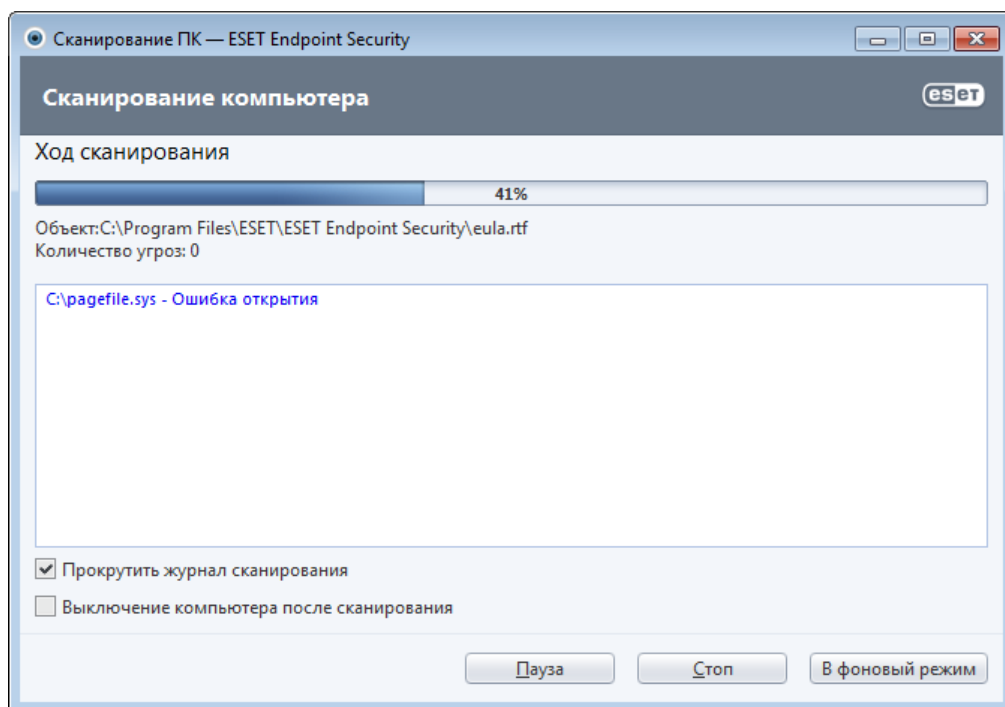 Сканирование ПК — ESET Endpoint Security
Сканирование компьютера
eset
Ход сканирования
41%
Объект:C:\Program Files\ESET\ESET Endpoint Security\eula.rtf
Количество угроз: 0
C:\pagefile.sys - Ошибка открытия
Прокрутить журнал сканирования
Выключение компьютера после сканирования
Пауза
Стоп
В фоновый режим